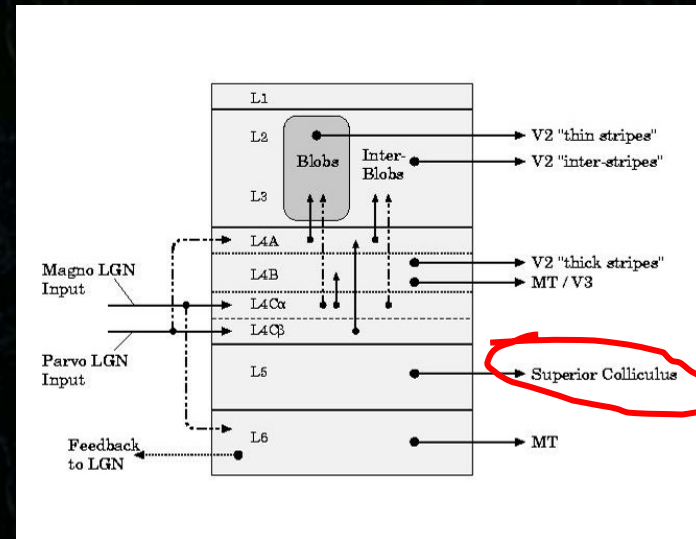 L1
L2
Blobs
Inter-
Blobs
L3
V2 "thin stripes"
V2 "inter-stripes"
L4A
L4B
L4Cα
L4Cβ
V2 "thick stripes"
MT / V3
Magno LGN
Input
Parvo LGN
Input
L5
Superior Colliculus
L6
MT
Feedback
to LGN